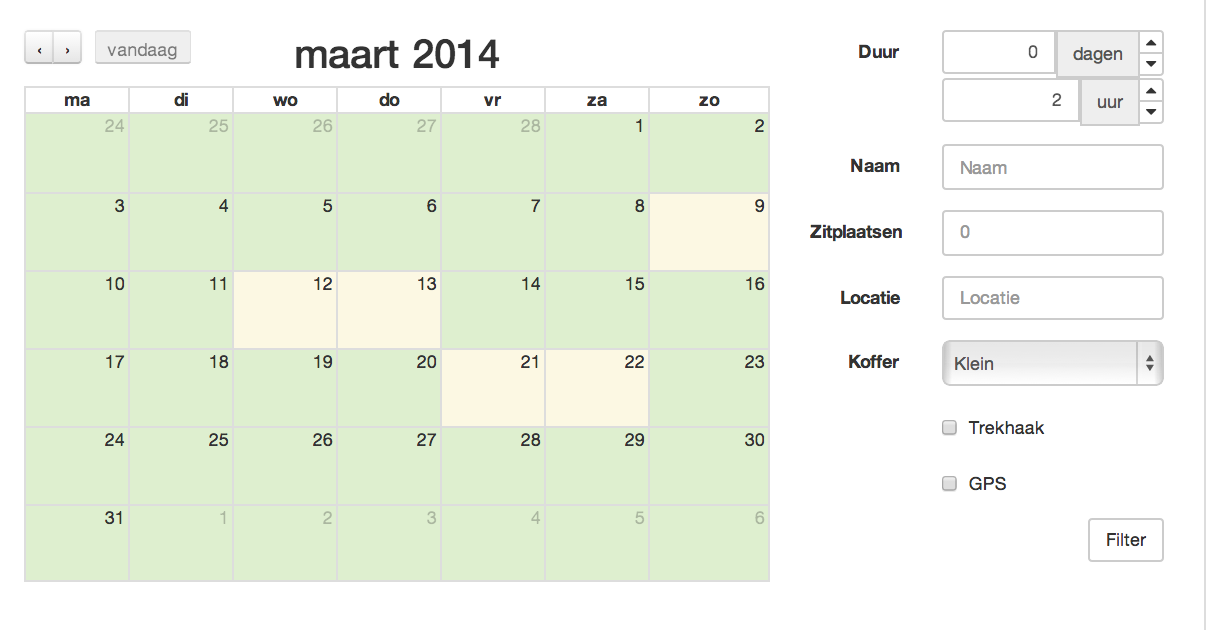 ‹ › vandaag maart 2014
ma di wo do vr za zo
24 25 26 27 28 1 2
3 4 5 6 7 8 9
10 11 12 13 14 15 16
17 18 19 20 21 22 23
24 25 26 27 28 29 30
31 1 2 3 4 5 6
Duur 0 dagen
2 uur
Naam Naam
Zitplaatsen 0
Locatie Locatie
Koffer Klein
Trekhaak
GPS
Filter